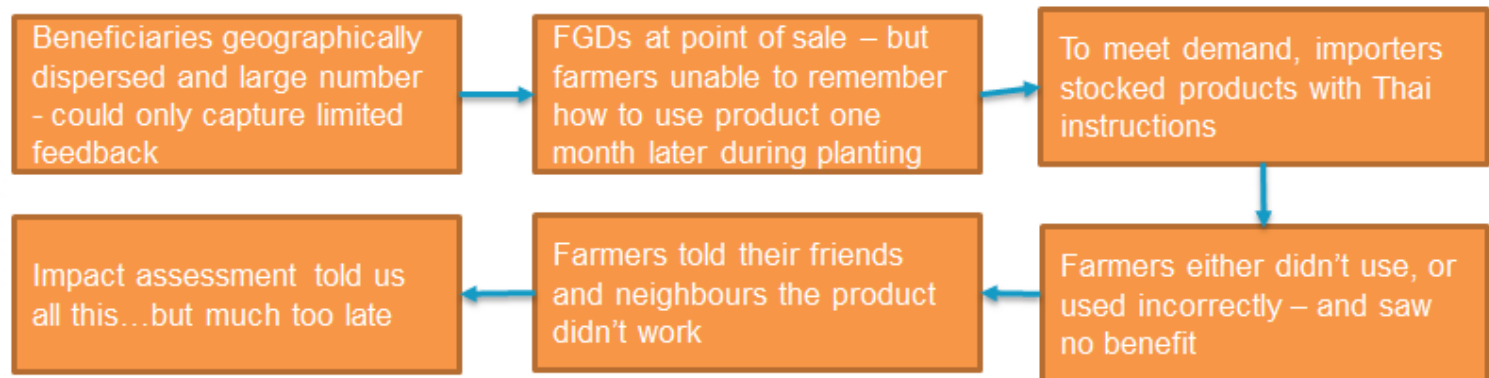 Beneficiaries geographically
dispersed and large number
- could only capture limited
feedback
FGDs at point of sale – but
farmers unable to remember
how to use product one
month later during planting
To meet demand, importers
stocked products with Thai
instructions
Farmers either didn’t use, or
used incorrectly – and saw
no benefit
Farmers told their friends
and neighbours the product
didn’t work
Impact assessment told us
all this…but much too late